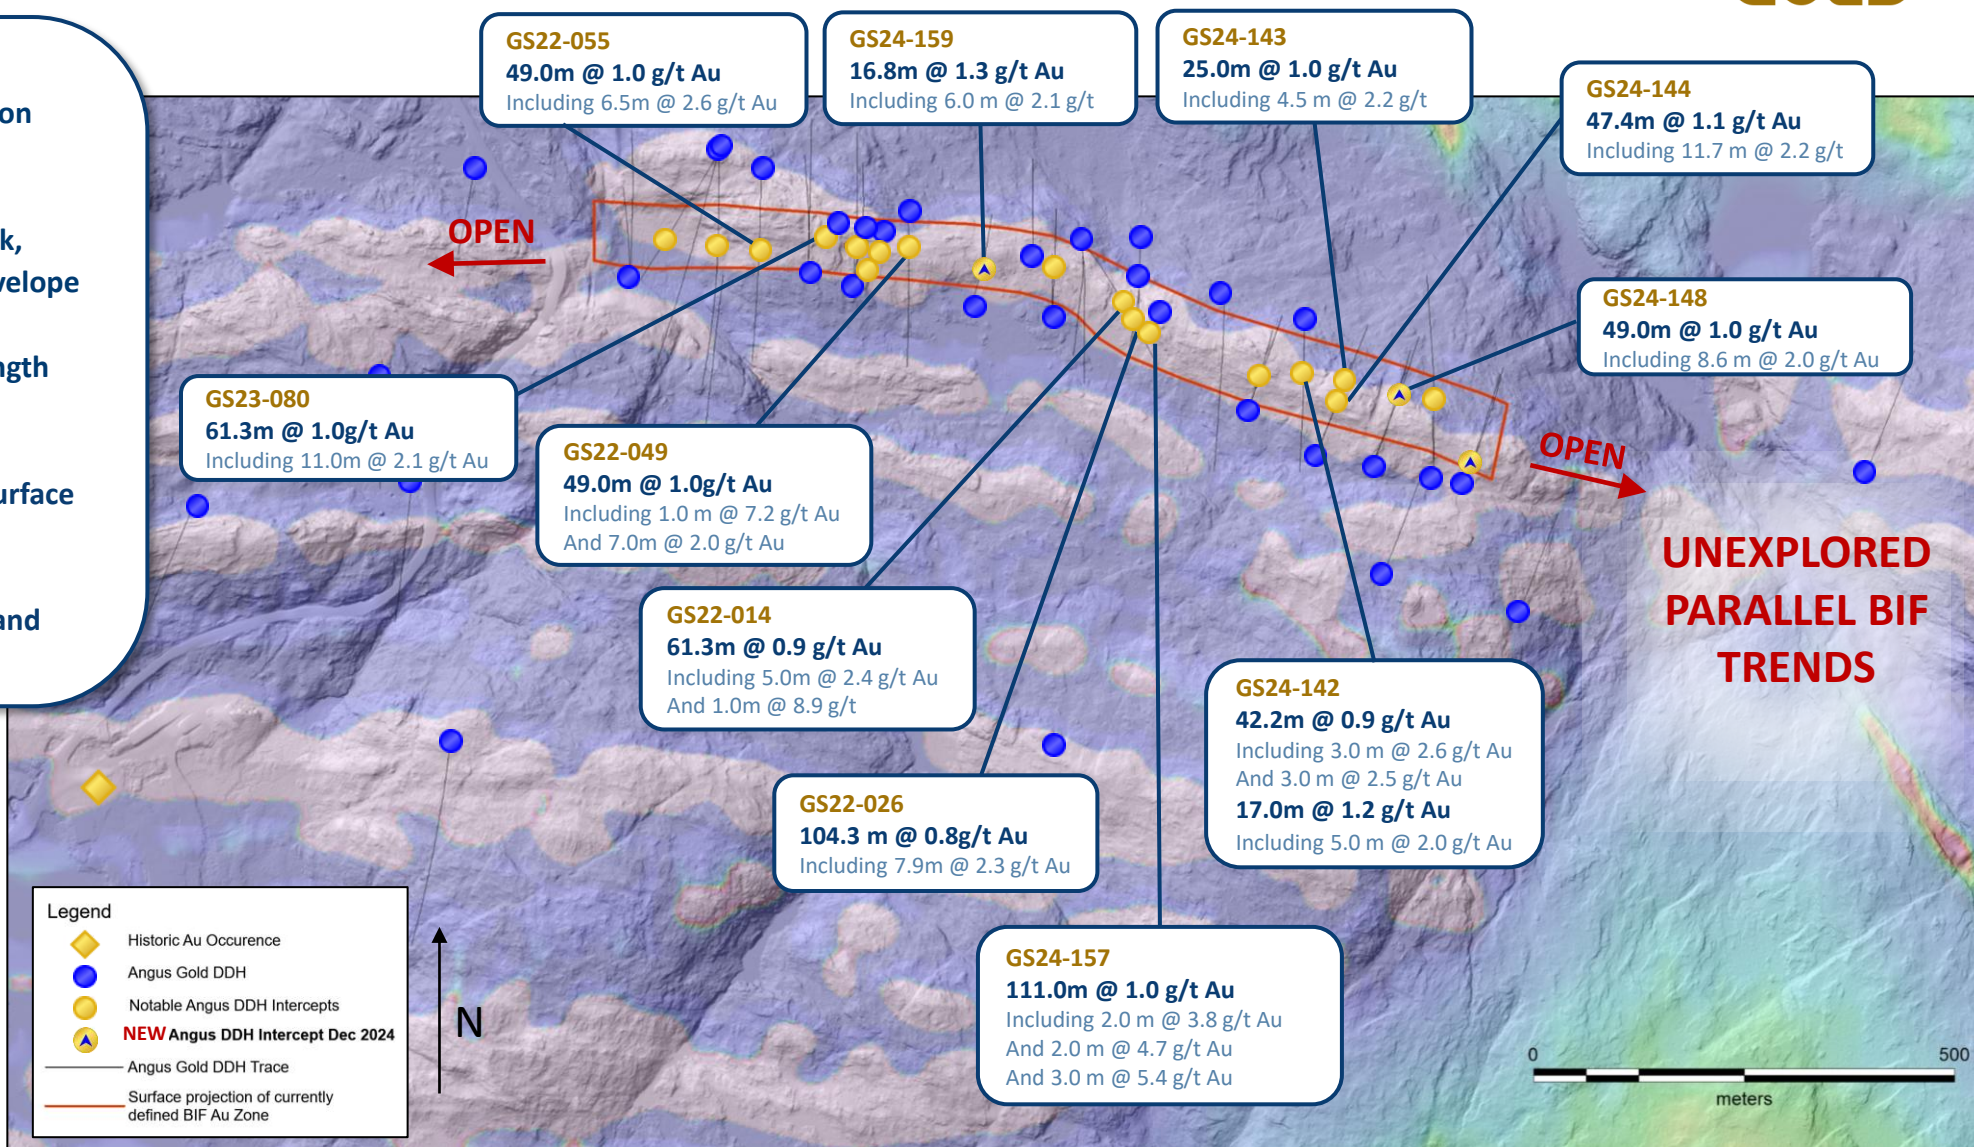 on
k,
velope
ngth
urface
and
GS22-055
49.0m @ 1.0 g/t Au
Including 6.5m @ 2.6 g/t Au
GS24-159
16.8m @ 1.3 g/t Au
Including 6.0 m @ 2.1 g/t
GS24-143
25.0m @ 1.0 g/t Au
Including 4.5 m @ 2.2 g/t
GS24-144
47.4m @ 1.1 g/t Au
Including 11.7 m @ 2.2 g/t
OPEN
GS24-148
49.0m @ 1.0 g/t Au
Including 8.6 m @ 2.0 g/t Au
GS23-080
61.3m @ 1.0g/t Au
Including 11.0m @ 2.1 g/t Au
GS22-049
49.0m @ 1.0g/t Au
Including 1.0 m @ 7.2 g/t Au
And 7.0m @ 2.0 g/t Au
OPEN
UNEXPLORED
PARALLEL BIF
TRENDS
GS22-014
61.3m @ 0.9 g/t Au
Including 5.0m @ 2.4 g/t Au
And 1.0m @ 8.9 g/t
GS24-142
42.2m @ 0.9 g/t Au
Including 3.0 m @ 2.6 g/t Au
And 3.0 m @ 2.5 g/t Au
17.0m @ 1.2 g/t Au
Including 5.0 m @ 2.0 g/t Au
GS22-026
104.3 m @ 0.8g/t Au
Including 7.9m @ 2.3 g/t Au
GS24-157
111.0m @ 1.0 g/t Au
Including 2.0 m @ 3.8 g/t Au
And 2.0 m @ 4.7 g/t Au
And 3.0 m @ 5.4 g/t Au
Legend
Historic Au Occurence
Angus Gold DDH
Notable Angus DDH Intercepts
NEW Angus DDH Intercept Dec 2024
Angus Gold DDH Trace
Surface projection of currently
defined BIF Au Zone
N
0 500
meters